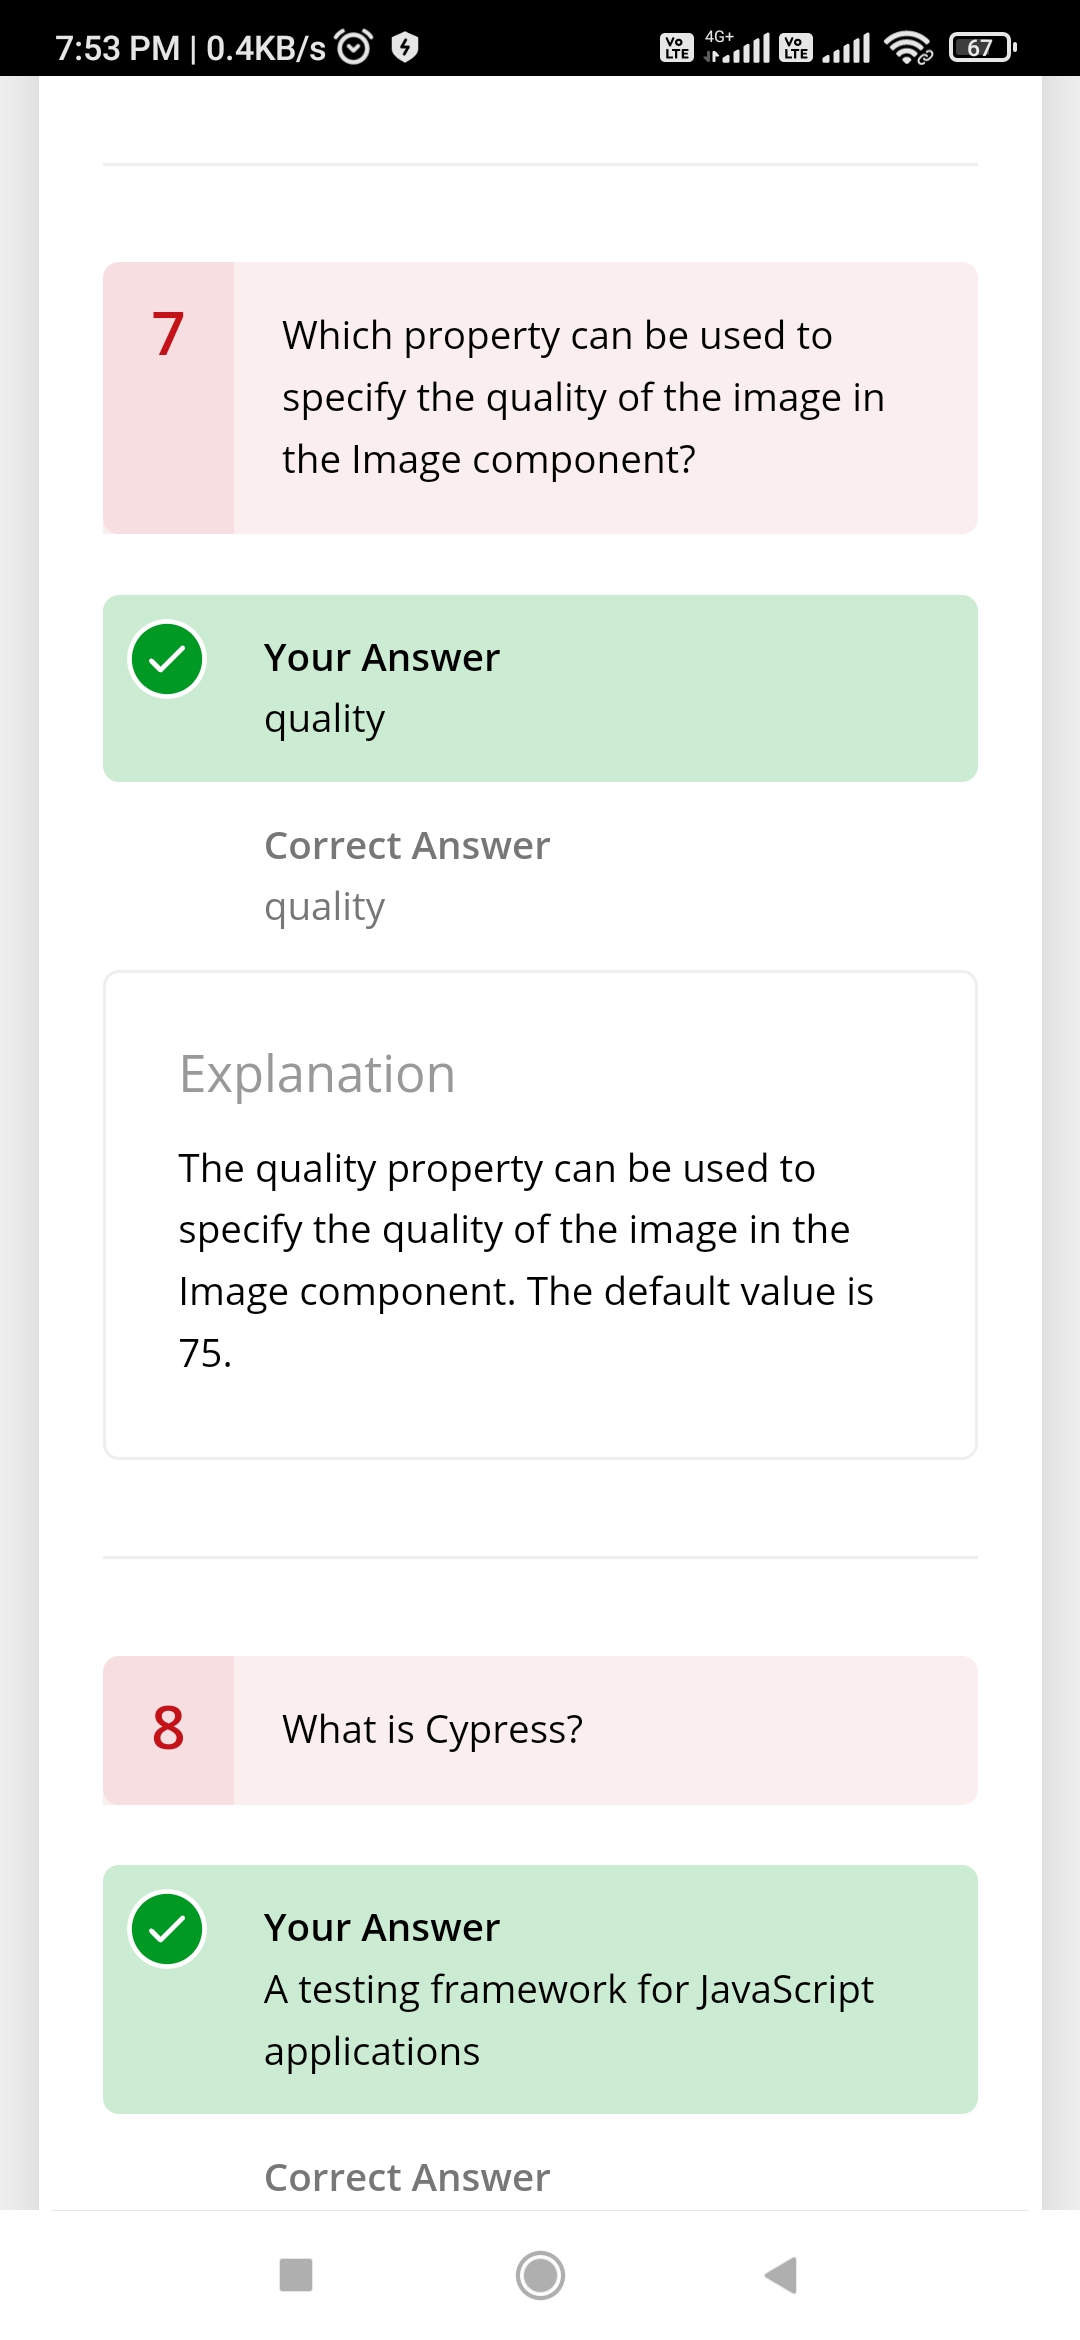 7:53 PM | 0.4KB/s
Vo LTE 4G+ Vo LTE 67
7
Which property can be used to
specify the quality of the image in
the Image component?
Your Answer
quality
Correct Answer
quality
Explanation
The quality property can be used to
specify the quality of the image in the
Image component. The default value is
75.
8
What is Cypress?
Your Answer
A testing framework for JavaScript
applications
Correct Answer